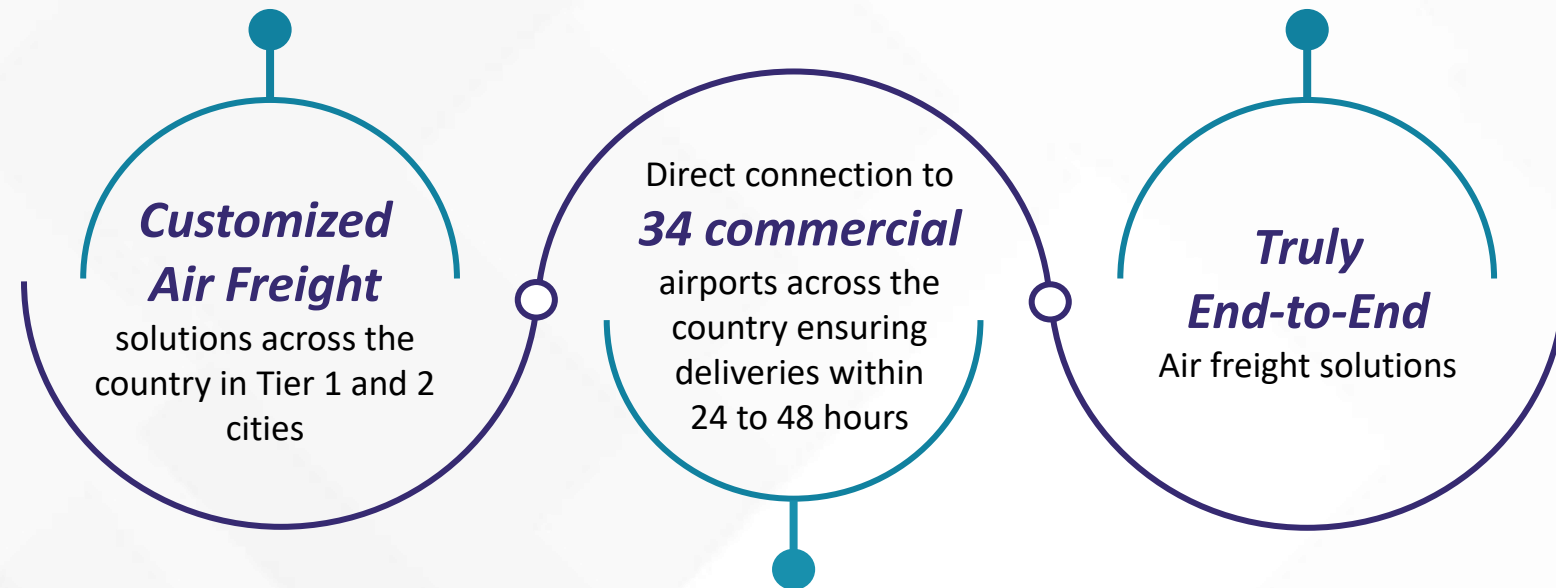 Customized
Air Freight
solutions across the
country in Tier 1 and 2
cities
Direct connection to
34 commercial
airports across the
country ensuring
deliveries within
24 to 48 hours
Truly
End-to-End
Air freight solutions